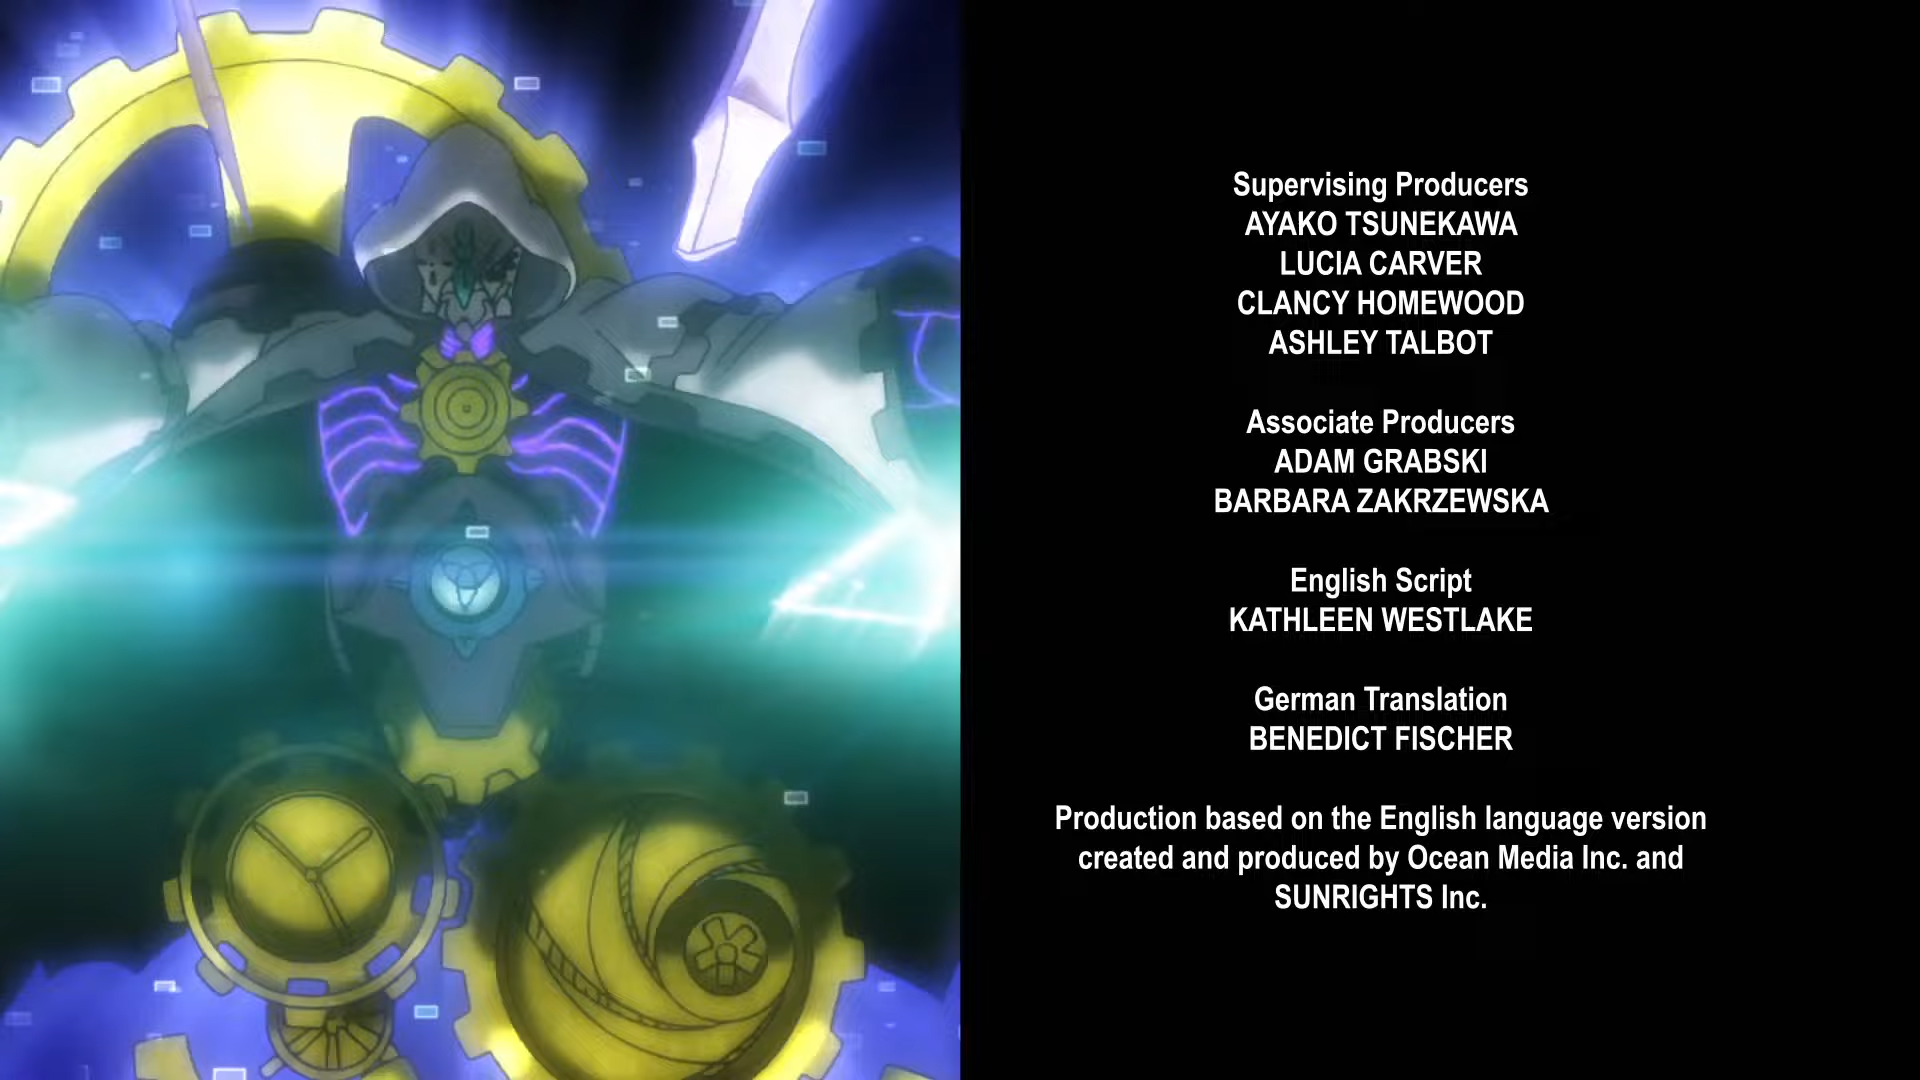 Supervising Producers
AYAKO TSUNEKAWA
LUCIA CARVER
CLANCY HOMEWOOD
ASHLEY TALBOT
Associate Producers
ADAM GRABSKI
BARBARA ZAKRZEWSKA
English Script
KATHLEEN WESTLAKE
German Translation
BENEDICT FISCHER
Production based on the English language version
created and produced by Ocean Media Inc. and
SUNRIGHTS Inc.